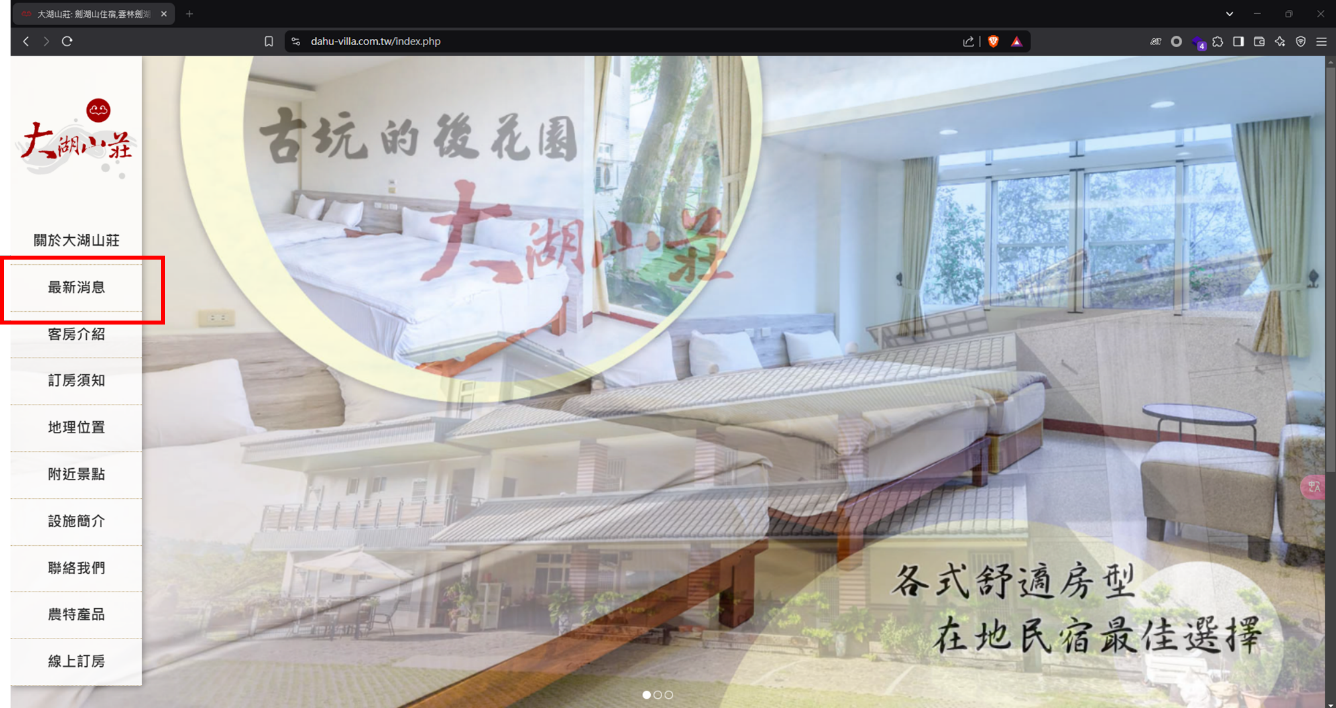 大湖山莊: 劍湖山住宿,雲林劍湖
dahu-villa.com.tw/index.php
4
大湖山莊
關於大湖山莊
最新消息
客房介紹
訂房須知
地理位置
附近景點
設施簡介
聯絡我們
農特產品
線上訂房
古坑的後花園
大湖山莊
各式舒適房型
在地民宿最佳選擇